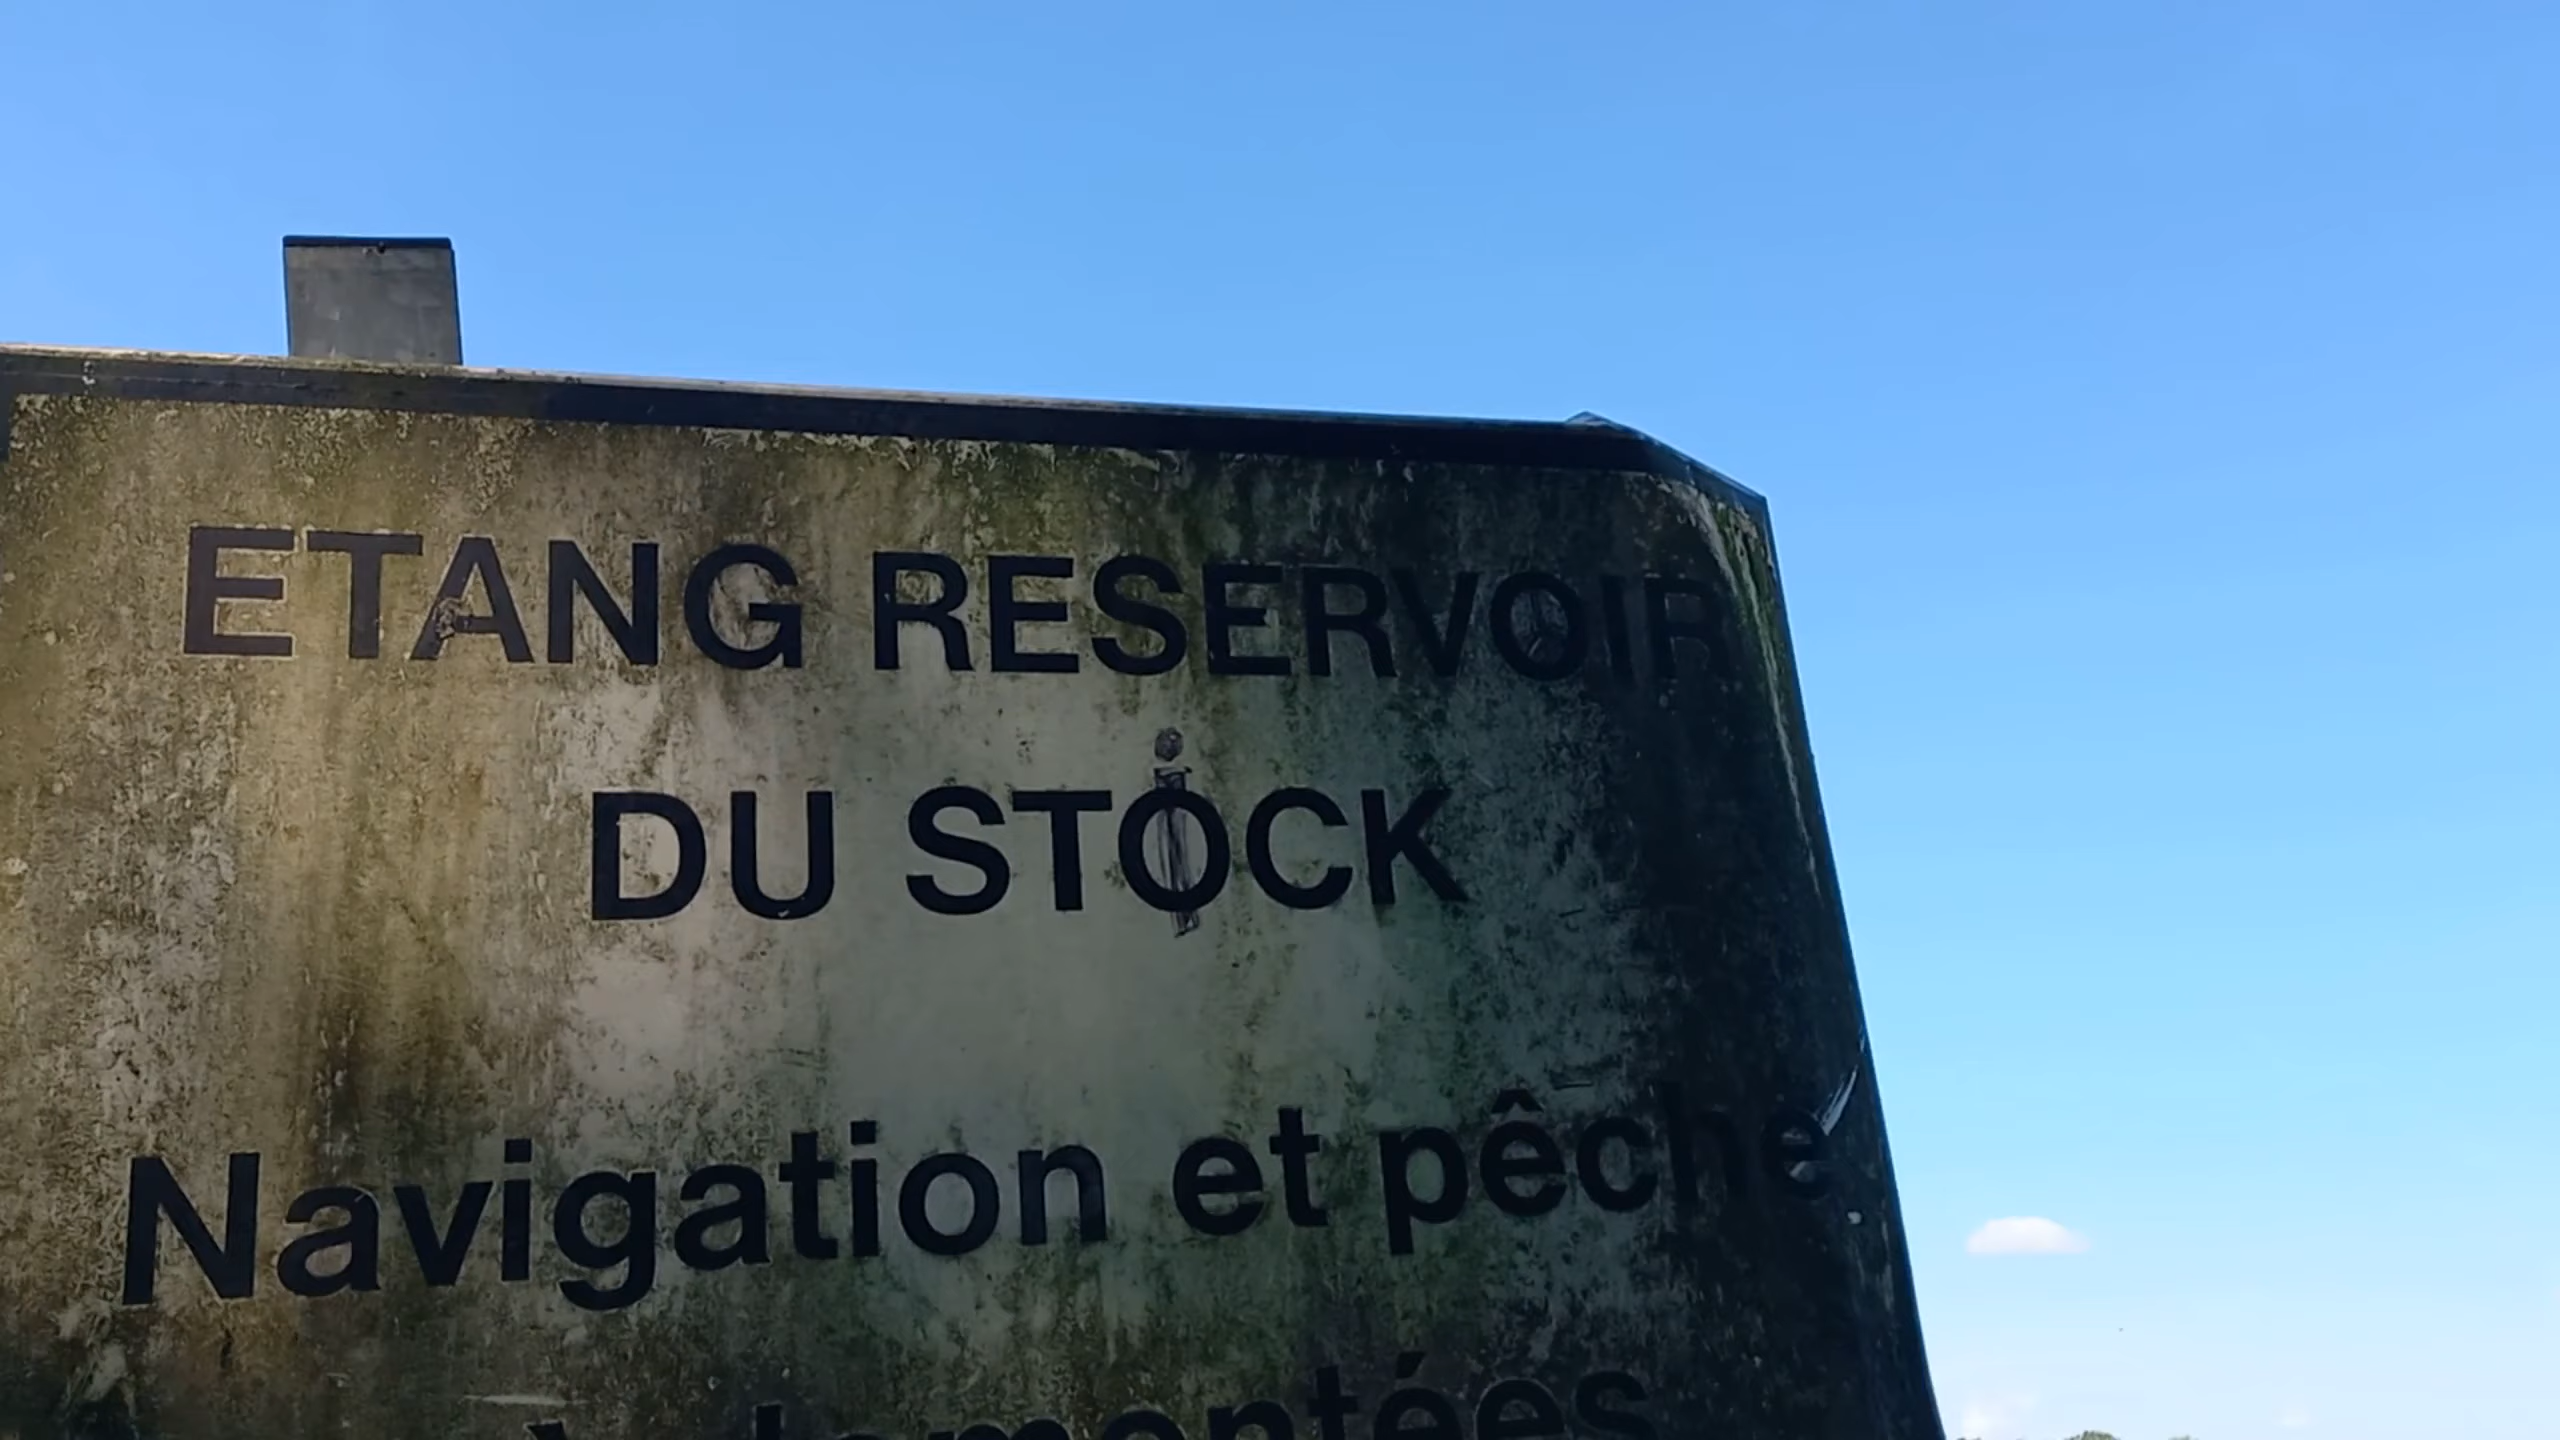 ETANG RESERVOIR
DU STOCK
Navigation et pêche